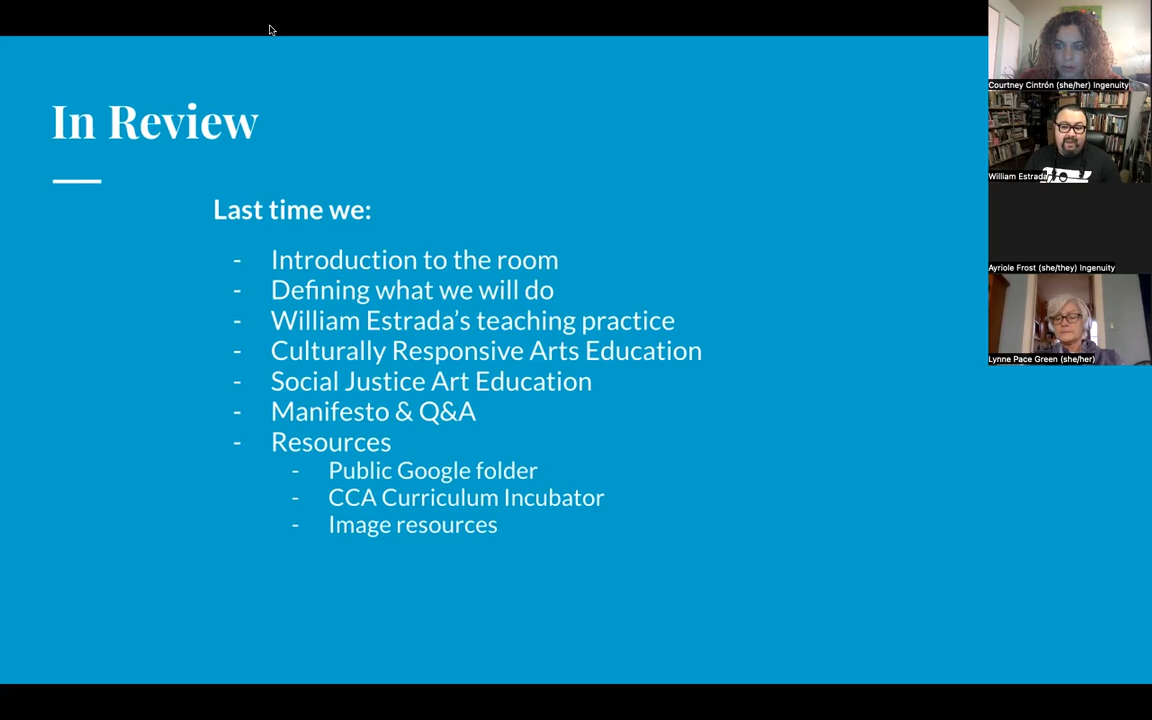 In Review
Last time we:
- Introduction to the room
- Defining what we will do
- William Estrada’s teaching practice
- Culturally Responsive Arts Education
- Social Justice Art Education
- Manifesto & Q&A
- Resources
- Public Google folder
- CCA Curriculum Incubator
- Image resources
Courtney Cintrón (she/her) Ingenuity
William Estrada
Ayriole Frost (she/they) Ingenuity
Lynne Pace Green (she/her)